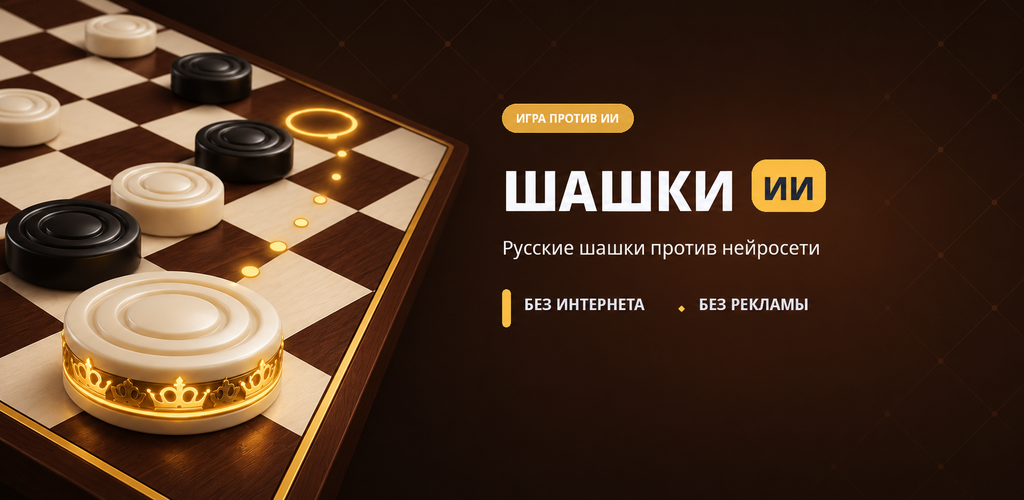 ИГРА ПРОТИВ ИИ
ШАШКИ ИИ
Русские шашки против нейросети
БЕЗ ИНТЕРНЕТА ⬥ БЕЗ РЕКЛАМЫ